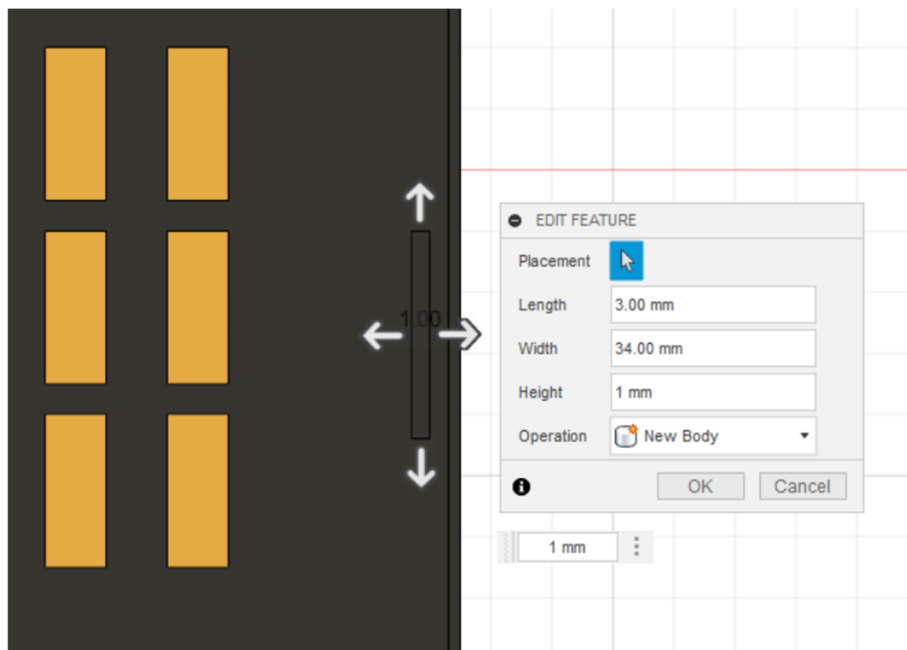 1.00
EDIT FEATURE
Placement
Length 3.00 mm
Width 34.00 mm
Height 1 mm
Operation New Body
OK Cancel
1 mm